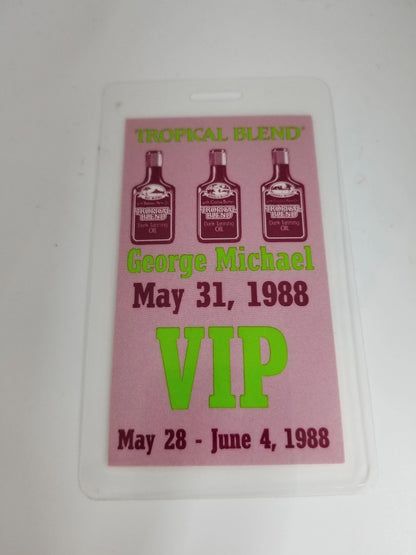 TROPICAL BLEND®
TROPICAL BLEND
Dark Tanning
OIL
TROPICAL BLEND
Dark Tanning
OIL
TROPICAL BLEND
Dark Tanning
OIL
George Michael
May 31, 1988
VIP
May 28 - June 4, 1988